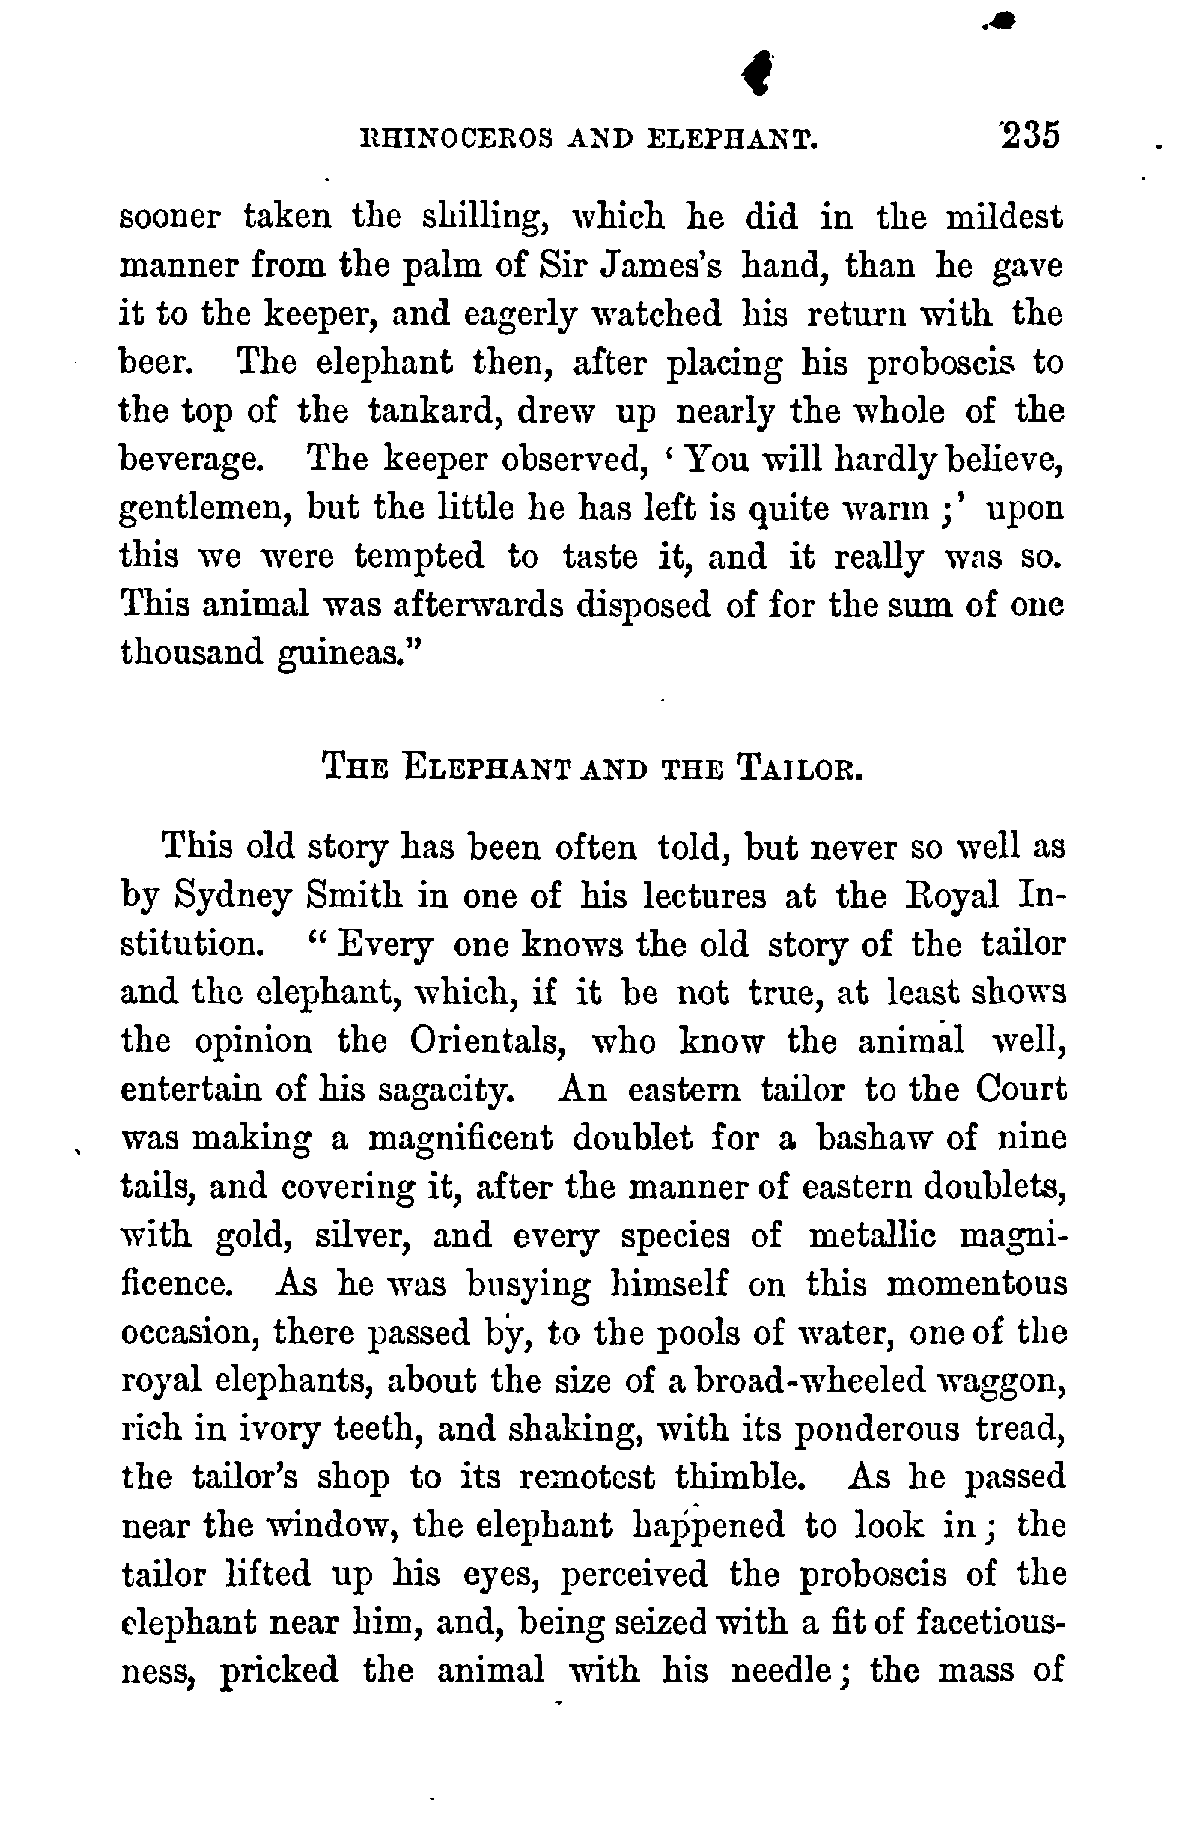 RHINOCEROS AND ELEPHANT. 235
sooner taken the shilling, which he did in the mildest
manner from the palm of Sir James's hand, than he gave
it to the keeper, and eagerly watched his return with the
beer. The elephant then, after placing his proboscis to
the top of the tankard, drew up nearly the whole of the
beverage. The keeper observed, ‘ You will hardly believe,
gentlemen, but the little he has left is quite warm ;’ upon
this we were tempted to taste it, and it really was so.
This animal was afterwards disposed of for the sum of one
thousand guineas.”
THE ELEPHANT AND THE TAILOR.
This old story has been often told, but never so well as
by Sydney Smith in one of his lectures at the Royal In-
stitution. “ Every one knows the old story of the tailor
and the elephant, which, if it be not true, at least shows
the opinion the Orientals, who know the animal well,
entertain of his sagacity. An eastern tailor to the Court
was making a magnificent doublet for a bashaw of nine
tails, and covering it, after the manner of eastern doublets,
with gold, silver, and every species of metallic magni-
ficence. As he was busying himself on this momentous
occasion, there passed by, to the pools of water, one of the
royal elephants, about the size of a broad-wheeled waggon,
rich in ivory teeth, and shaking, with its ponderous tread,
the tailor's shop to its remotest thimble. As he passed
near the window, the elephant happened to look in ; the
tailor lifted up his eyes, perceived the proboscis of the
elephant near him, and, being seized with a fit of facetious-
ness, pricked the animal with his needle ; the mass of